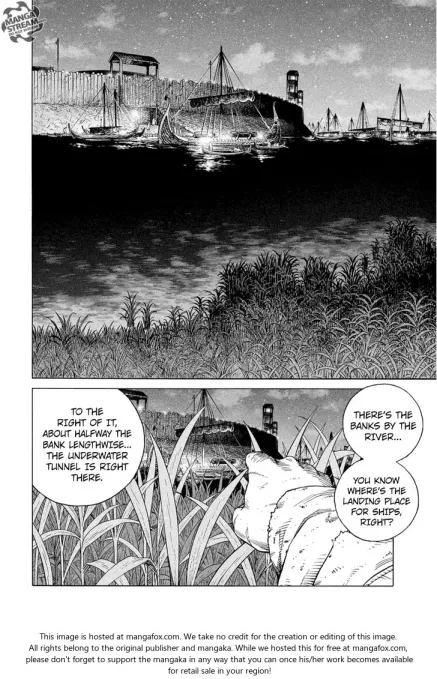 MANGA
STREAM
THERE'S THE
BANKS BY THE
RIVER...
YOU KNOW
WHERE'S THE
LANDING PLACE
FOR SHIPS,
RIGHT?
TO THE
RIGHT OF IT,
ABOUT HALFWAY THE
BANK LENGTHWISE...
THE UNDERWATER
TUNNEL IS RIGHT
THERE.
This image is hosted at mangafox.com. We take no credit for the creation or editing of this image.
All rights belong to the original publisher and mangaka. While we hosted this for free at mangafox.com,
please don't forget to support the mangaka in any way that you can once his/her work becomes available
for retail sale in your region!